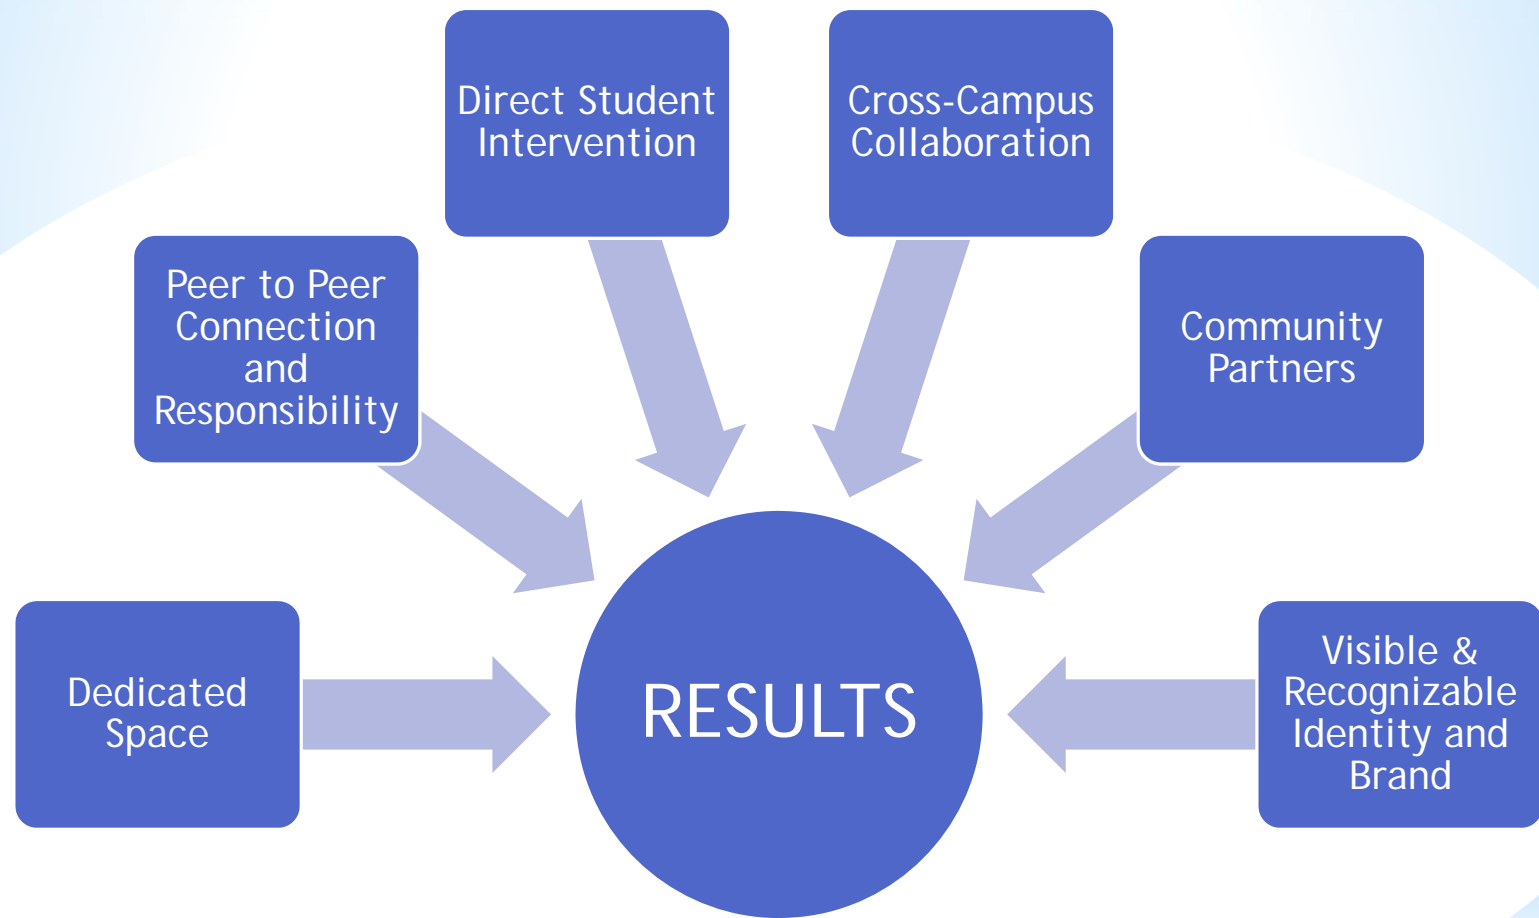 Direct Student
Intervention
Cross-Campus
Collaboration
Peer to Peer
Connection
and
Responsibility
Community
Partners
Dedicated
Space
RESULTS
Visible &
Recognizable
Identity and
Brand